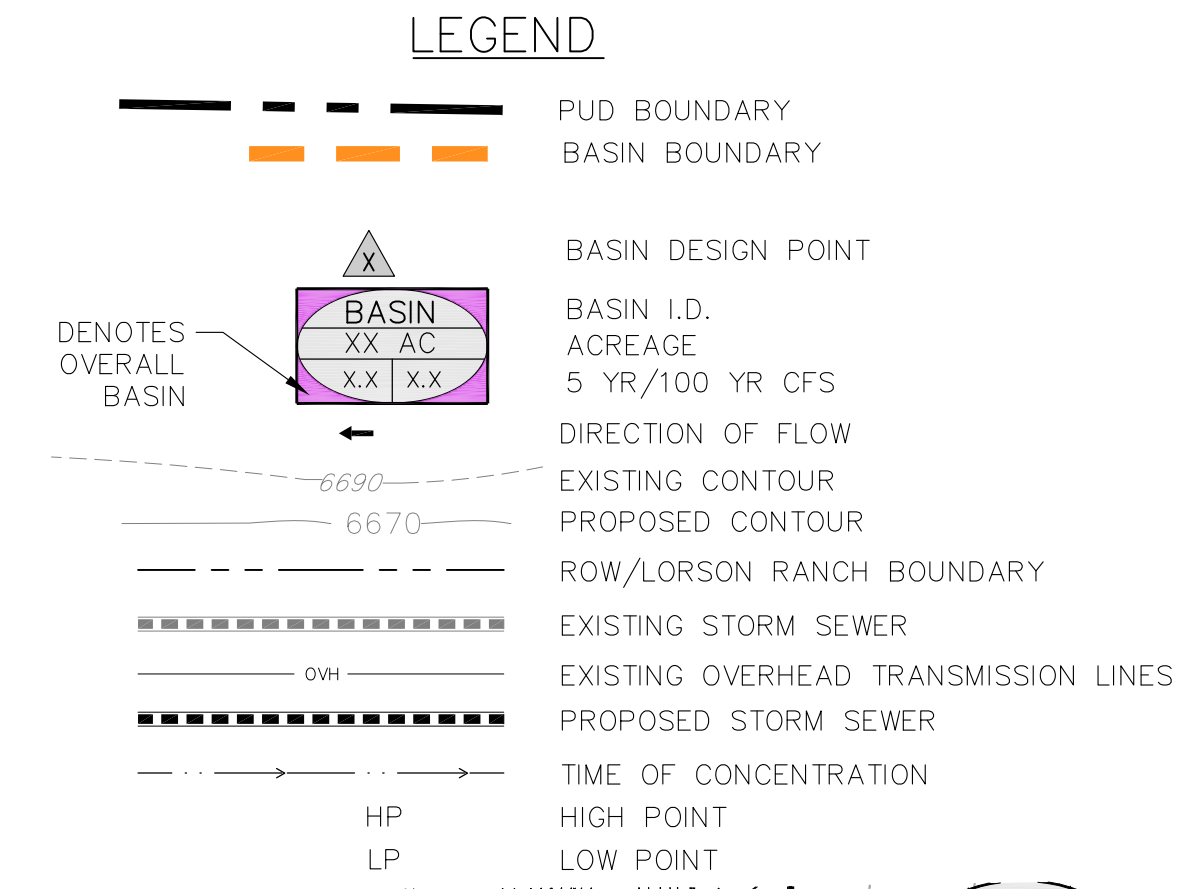 LEGEND
PUD BOUNDARY
BASIN BOUNDARY
X
BASIN DESIGN POINT
DENOTES
OVERALL
BASIN
BASIN
XX AC
X.X X.X
BASIN I.D.
ACREAGE
5 YR/100 YR CFS
DIRECTION OF FLOW
6690
EXISTING CONTOUR
6670
PROPOSED CONTOUR
ROW/LORSON RANCH BOUNDARY
EXISTING STORM SEWER
OVH
EXISTING OVERHEAD TRANSMISSION LINES
PROPOSED STORM SEWER
TIME OF CONCENTRATION
HP
HIGH POINT
LP
LOW POINT